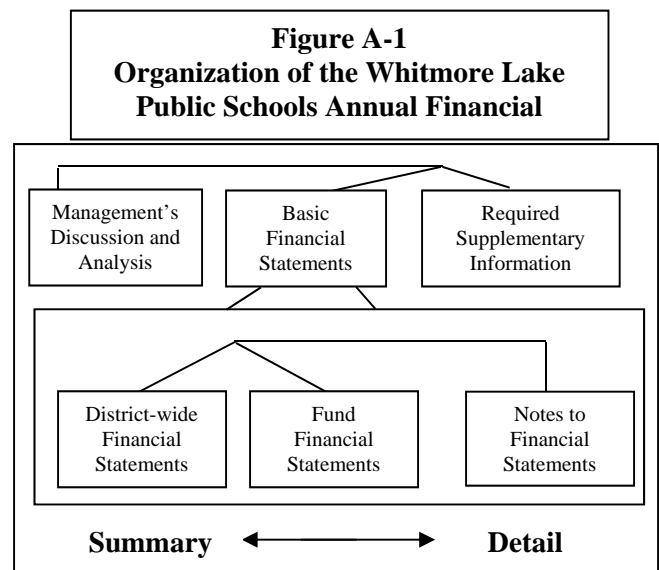 Figure A-1
Organization of the Whitmore Lake
Public Schools Annual Financial
Management’s
Discussion and
Analysis
Basic
Financial
Statements
Required
Supplementary
Information
District-wide
Financial
Statements
Fund
Financial
Statements
Notes to
Financial
Statements
Summary
Detail